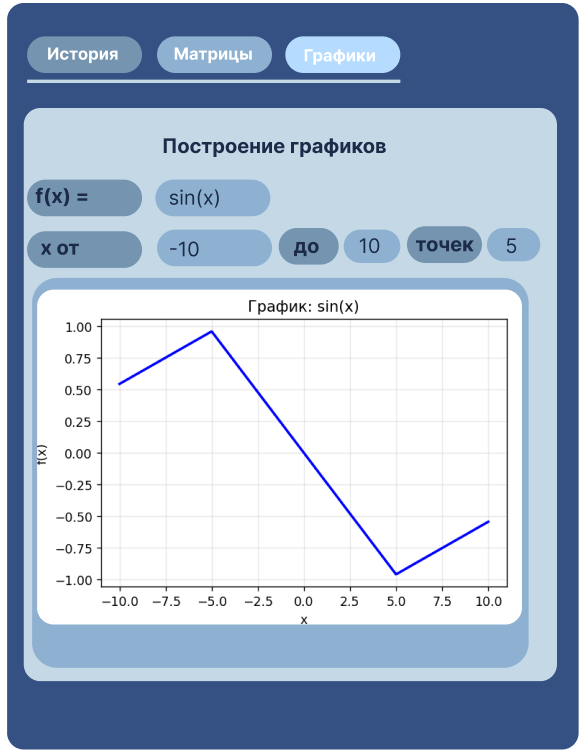 История Матрицы Графики
Построение графиков
f(x) = sin(x)
x от -10 до 10 точек 5
График: sin(x)
1.00
0.75
0.50
0.25
0.00
−0.25
−0.50
−0.75
−1.00
f(x)
−10.0 −7.5 −5.0 −2.5 0.0 2.5 5.0 7.5 10.0
x